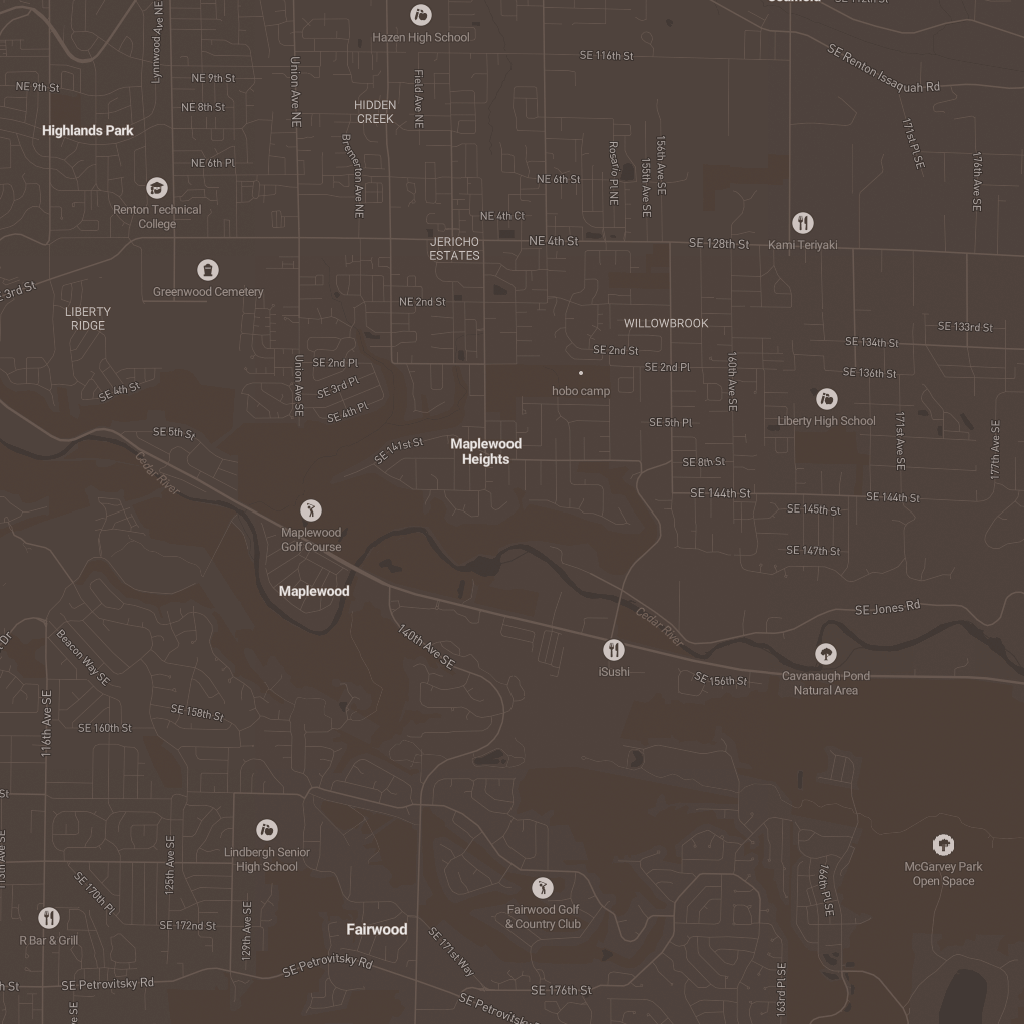 SE 112th St
Hazen High School
SE 116th St
SE Renton Issaquah Rd
Lynnwood Ave NE
NE 9th St
NE 9th St
Union Ave NE
Field Ave NE
NE 8th St
HIDDEN
CREEK
Highlands Park
171st Pl SE
176th Ave SE
NE 6th Pl
Bremerton Ave NE
NE 6th St
Rosario Pl NE
155th Ave SE
156th Ave SE
Renton Technical
College
NE 4th Ct
NE 4th St
SE 128th St
Kami Teriyaki
JERICHO
ESTATES
Greenwood Cemetery
SE 3rd St
NE 2nd St
LIBERTY
RIDGE
WILLOWBROOK
SE 133rd St
SE 134th St
SE 2nd St
SE 2nd Pl
SE 2nd Pl
160th Ave SE
SE 136th St
Union Ave SE
SE 3rd Pl
SE 4th St
SE 4th Pl
hobo camp
Liberty High School
SE 5th Pl
171st Ave SE
177th Ave SE
SE 5th St
SE 141st St
Maplewood
Heights
SE 8th St
Cedar River
SE 144th St
SE 144th St
SE 145th St
Maplewood
Golf Course
SE 147th St
Maplewood
SE Jones Rd
Cedar River
140th Ave SE
Beacon Way SE
iSushi
SE 156th St
Cavanaugh Pond
Natural Area
116th Ave SE
SE 158th St
SE 160th St
Lindbergh Senior
High School
125th Ave SE
McGarvey Park
Open Space
SE 170th Pl
169th Pl SE
Fairwood Golf
& Country Club
R Bar & Grill
SE 172nd St
129th Ave SE
Fairwood
SE 171st Way
SE Petrovitsky Rd
SE Petrovitsky Rd
SE 176th St
163rd Pl SE
SE Petrovitsky